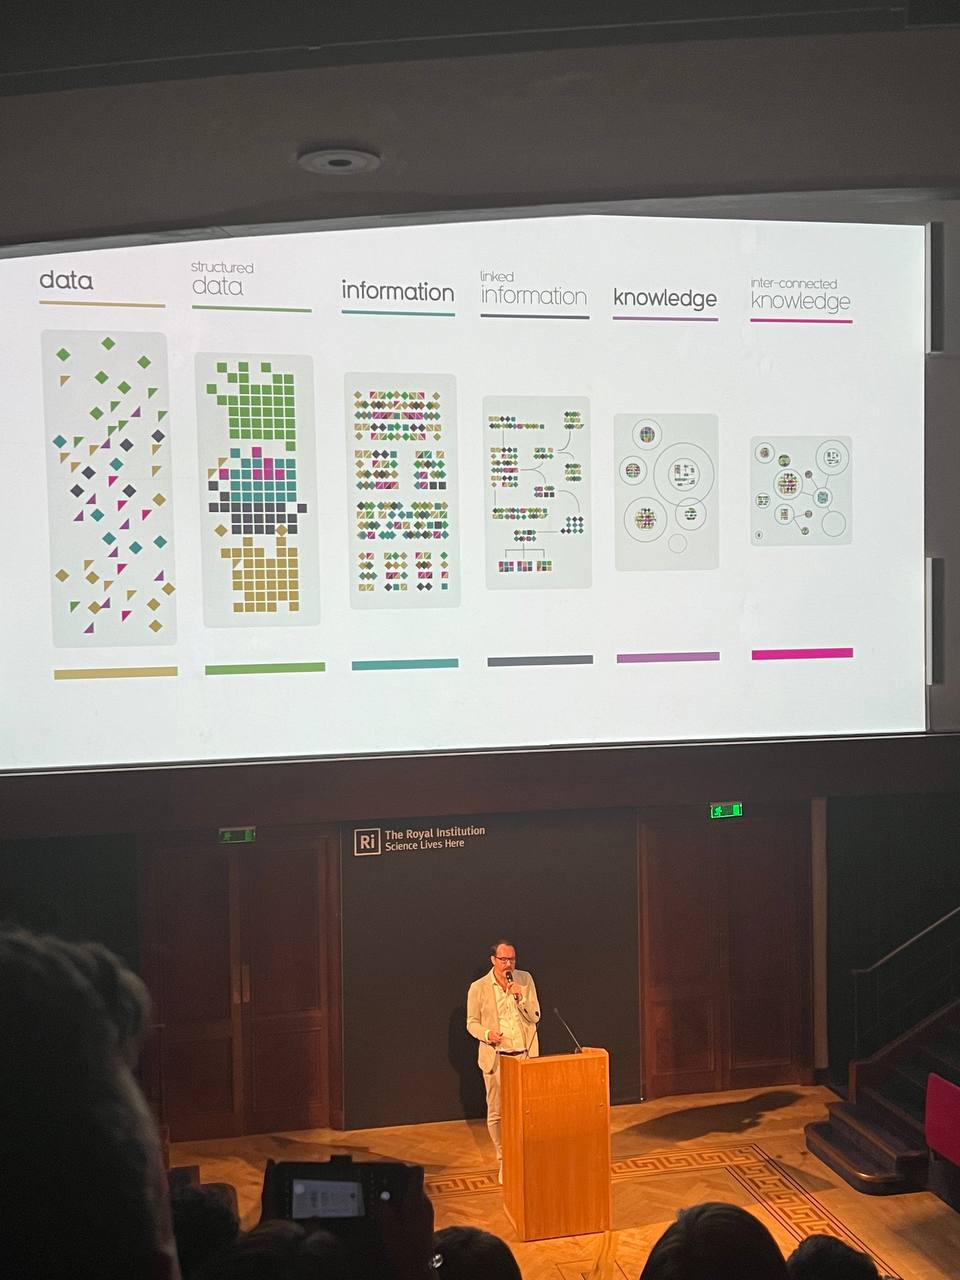 data
structured
data
information
linked
information
knowledge
inter-connected
knowledge
Ri
The Royal Institution
Science Lives Here